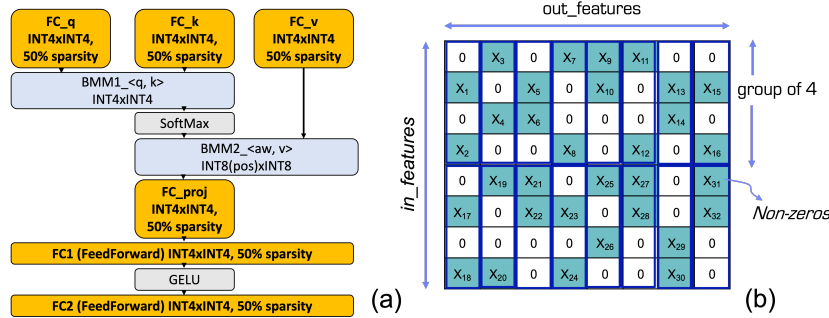 FC_q
INT4xINT4,
50% sparsity
FC_k
INT4xINT4,
50% sparsity
FC_v
INT4xINT4
50% sparsity
BMM1_<q, k>
INT4xINT4
SoftMax
BMM2_<aw, v>
INT8(pos)xINT8
FC_proj
INT4xINT4,
50% sparsity
FC1 (FeedForward) INT4xINT4, 50% sparsity
GELU
FC2 (FeedForward) INT4xINT4, 50% sparsity
(a)
out_features
in_features
0 X3 0 X7 X9 X11 0 0
X1 0 X5 0 X10 0 X13 X15
0 X4 X6 0 0 0 X14 0
X2 0 0 X8 0 X12 0 X16
0 X19 X21 0 X25 X27 0 X31
X17 0 X22 X23 0 X28 0 X32
0 0 0 0 X26 0 X29 0
X18 X20 0 X24 0 0 X30 0
group of 4
Non-zeros
(b)